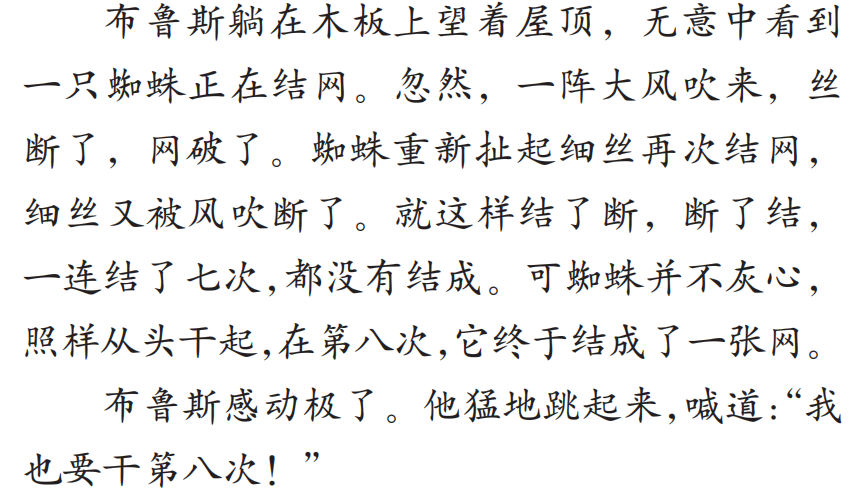 布鲁斯躺在木板上望着屋顶，无意中看到
一只蜘蛛正在结网。忽然，一阵大风吹来，丝
断了，网破了。蜘蛛重新扯起细丝再次结网，
细丝又被风吹断了。就这样结了断，断了结，
一连结了七次，都没有结成。可蜘蛛并不灰心，
照样从头干起，在第八次，它终于结成了一张网。
布鲁斯感动极了。他猛地跳起来，喊道：“我
也要干第八次！”